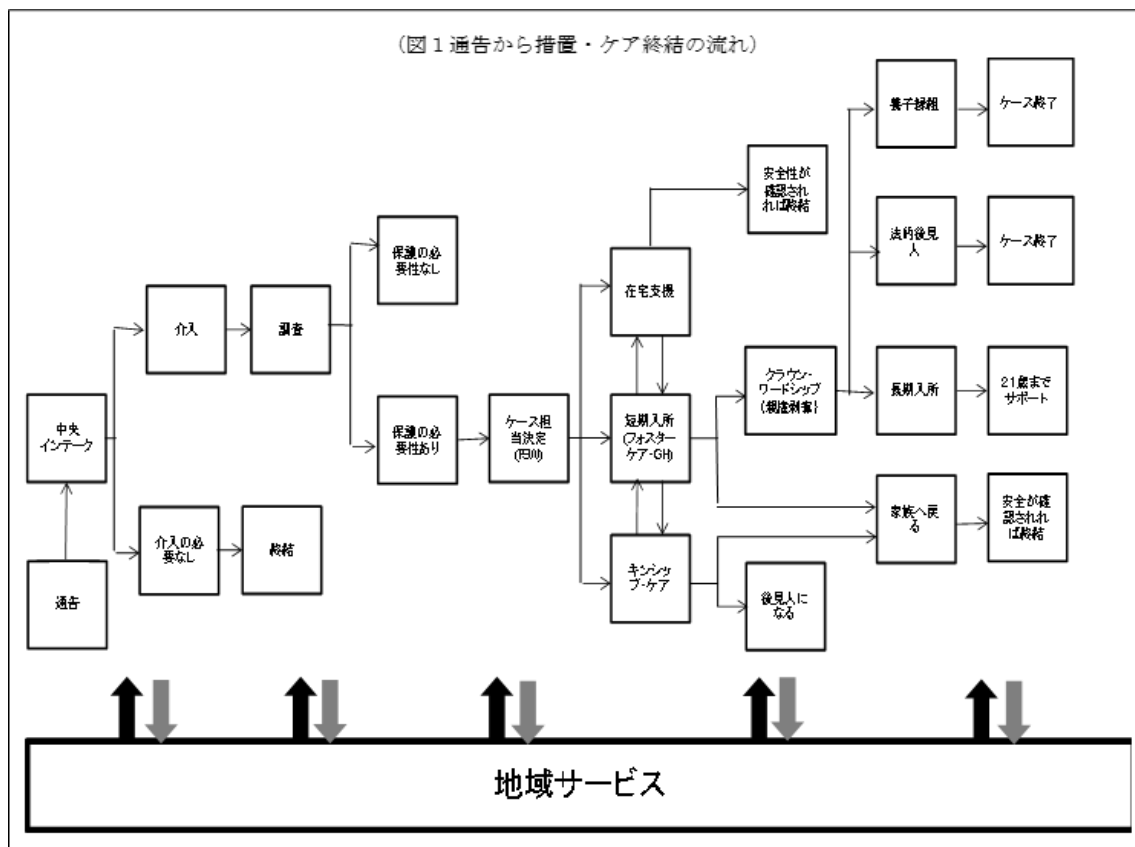 (図1通告から措置・ケア終結の流れ)
養子縁組
ケース終了
安全性が
確認され
れば終結
法的後見
人
ケース終了
保護の必
要性なし
在宅支援
介入
調査
クラウン・
ワードシップ
(親権剥奪)
長期入所
21歳まで
サポート
中央
インテーク
保護の必
要性あり
ケース担
当決定
短期入所
(フォスター
ケア・GH)
家族へ戻
る
安全が確
認されれ
ば終結
介入の必
要なし
終結
キンシッ
プ・ケア
通告
後見人に
なる
地域サービス